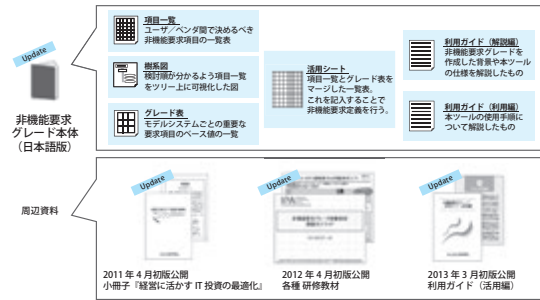 Update
非機能要求
グレード本体
（日本語版）
項目一覧
ユーザ／ベンダ間で決めるべき
非機能要求項目の一覧表
樹系図
検討順が分かるよう項目一覧
をツリー上に可視化した図
グレード表
モデルシステムごとの重要な
要求項目のベース値の一覧
活用シート
項目一覧とグレード表を
マージした一覧表。
これを記入することで
非機能要求定義を行う。
利用ガイド（解説編）
非機能要求グレードを
作成した背景や本ツール
の仕様を解説したもの
利用ガイド（利用編）
本ツールの使用手順に
ついて解説したもの
周辺資料
Update
2011 年 4 月初版公開
小冊子『経営に活かす IT 投資の最適化』
Update
2012 年 4 月初版公開
各種 研修教材
Update
2013 年 3 月初版公開
利用ガイド（活用編）